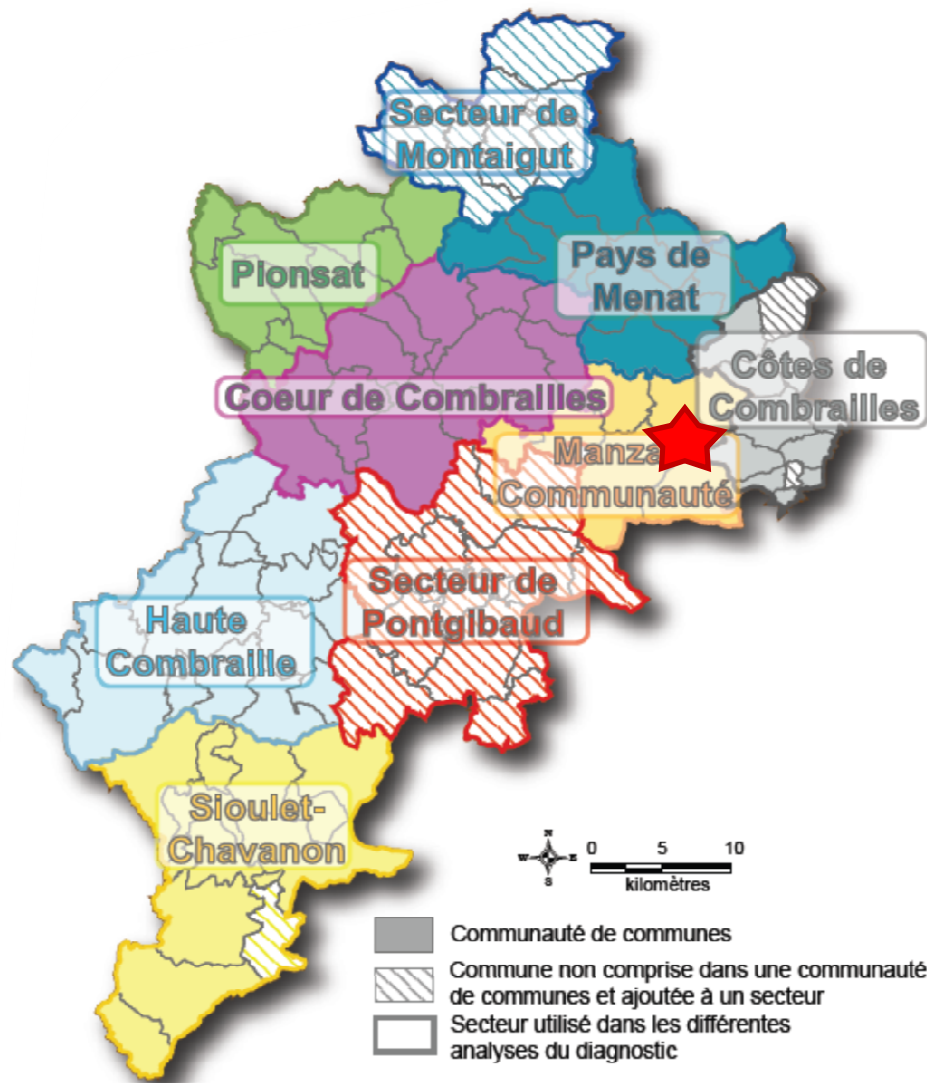 Secteur de
Montaigut
Pionsat
Pays de
Menat
Côtes de
Combrailles
Coeur de Combrailles
Communauté
Secteur de
Pontgibaud
Haute
Combraille
Sioulet-
Chavanon
N
W E
S
0 5 10
kilomètres
Communauté de communes
Commune non comprise dans une communauté
de communes et ajoutée à un secteur
Secteur utilisé dans les différentes
analyses du diagnostic